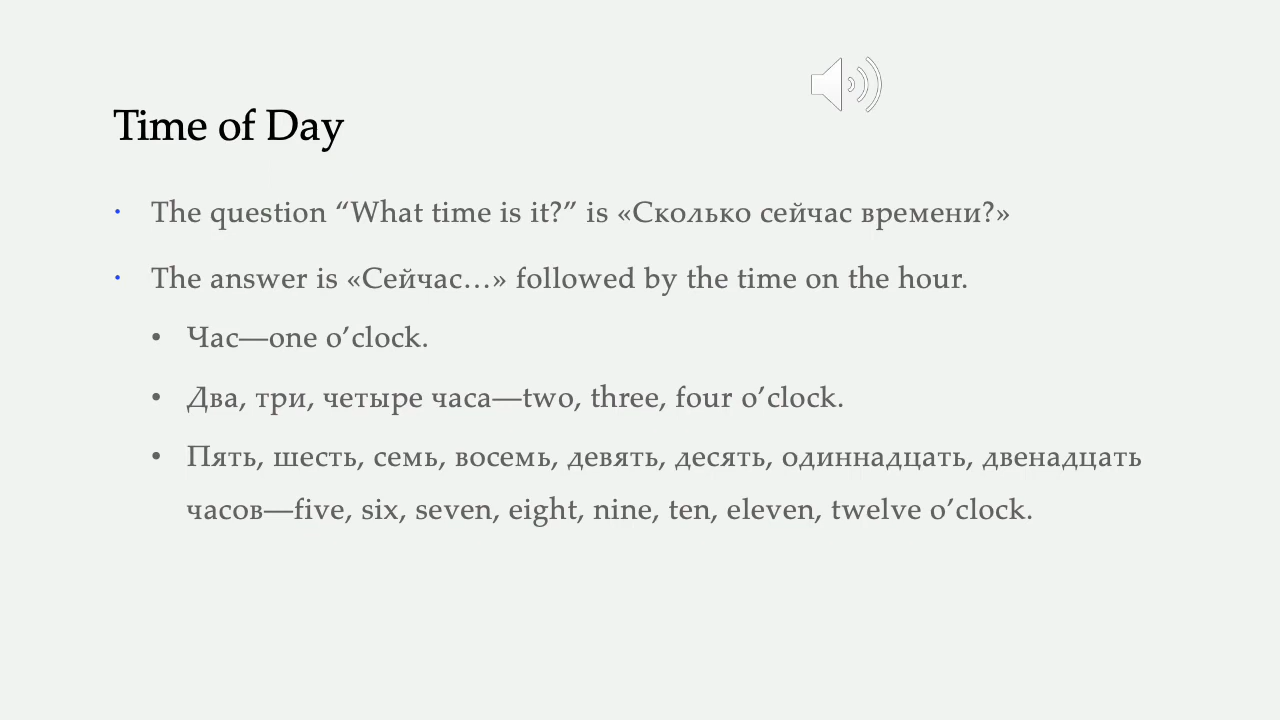 Time of Day
• The question “What time is it?” is «Сколько сейчас времени?»
• The answer is «Сейчас…» followed by the time on the hour.
• Час—one o’clock.
• Два, три, четыре часа—two, three, four o’clock.
• Пять, шесть, семь, восемь, девять, десять, одиннадцать, двенадцать
часов—five, six, seven, eight, nine, ten, eleven, twelve o’clock.